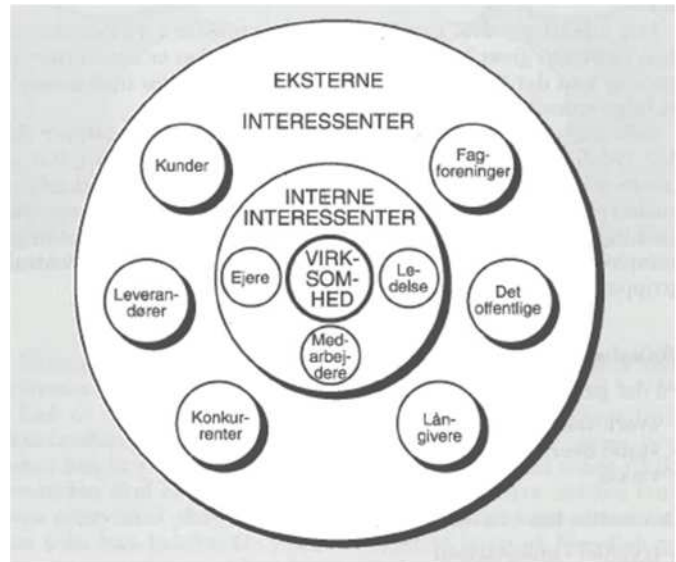 EKSTERNE
INTERESSENTER
Kunder
Fag-
foreninger
INTERNE
INTERESSENTER
Ejere
VIRK-
SOM-
HED
Le-
delse
Leveran-
dører
Det
offentlige
Med-
arbej-
dere
Konkur-
renter
Lån-
givere